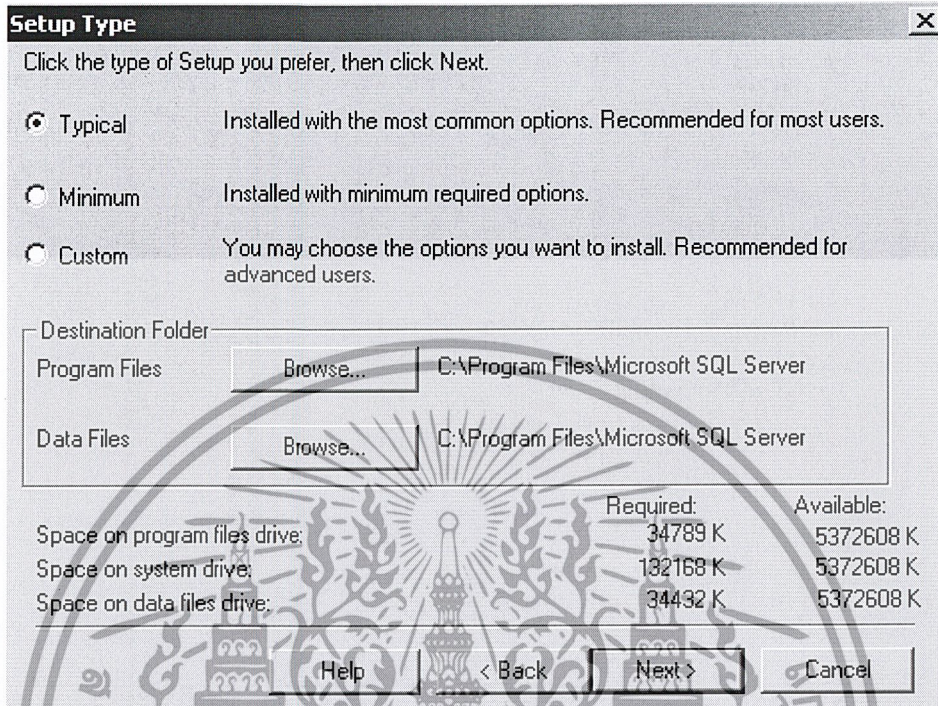 Setup Type
Click the type of Setup you prefer, then click Next.
Typical Installed with the most common options. Recommended for most users.
Minimum Installed with minimum required options.
Custom You may choose the options you want to install. Recommended for
advanced users.
Destination Folder
Program Files Browse... C:\Program Files\Microsoft SQL Server
Data Files Browse... C:\Program Files\Microsoft SQL Server
Required: Available:
Space on program files drive: 34789 K 5372608 K
Space on system drive: 132168 K 5372608 K
Space on data files drive: 34432 K 5372608 K
Help < Back Next > Cancel